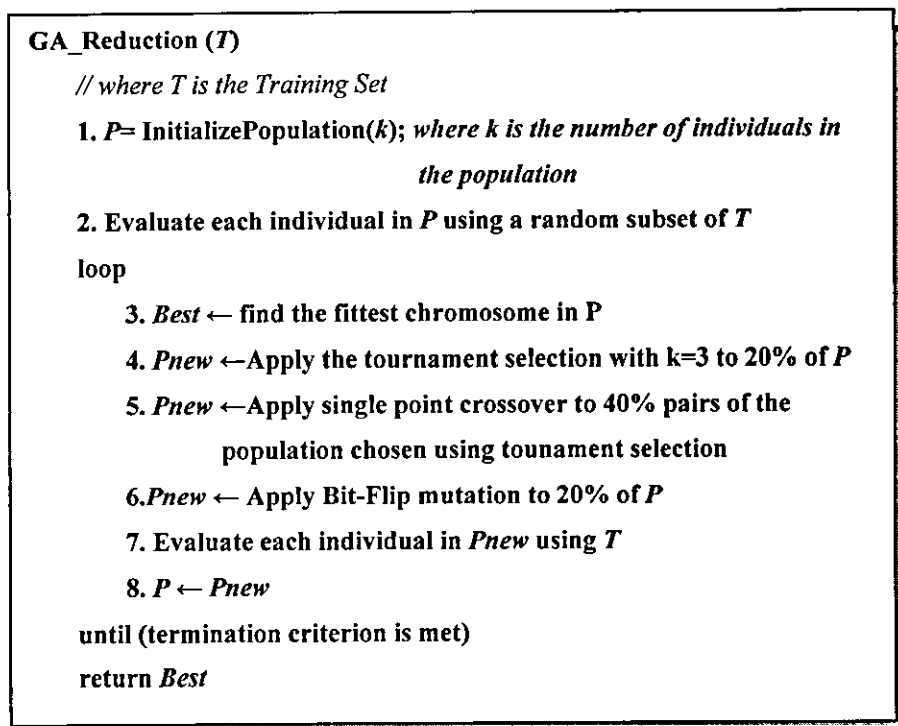 GA_Reduction (T)
// where T is the Training Set
1. P= InitializePopulation(k); where k is the number of individuals in
the population
2. Evaluate each individual in P using a random subset of T
loop
3. Best ← find the fittest chromosome in P
4. Pnew ←Apply the tournament selection with k=3 to 20% of P
5. Pnew ←Apply single point crossover to 40% pairs of the
population chosen using tounament selection
6.Pnew ← Apply Bit-Flip mutation to 20% of P
7. Evaluate each individual in Pnew using T
8. P ← Pnew
until (termination criterion is met)
return Best